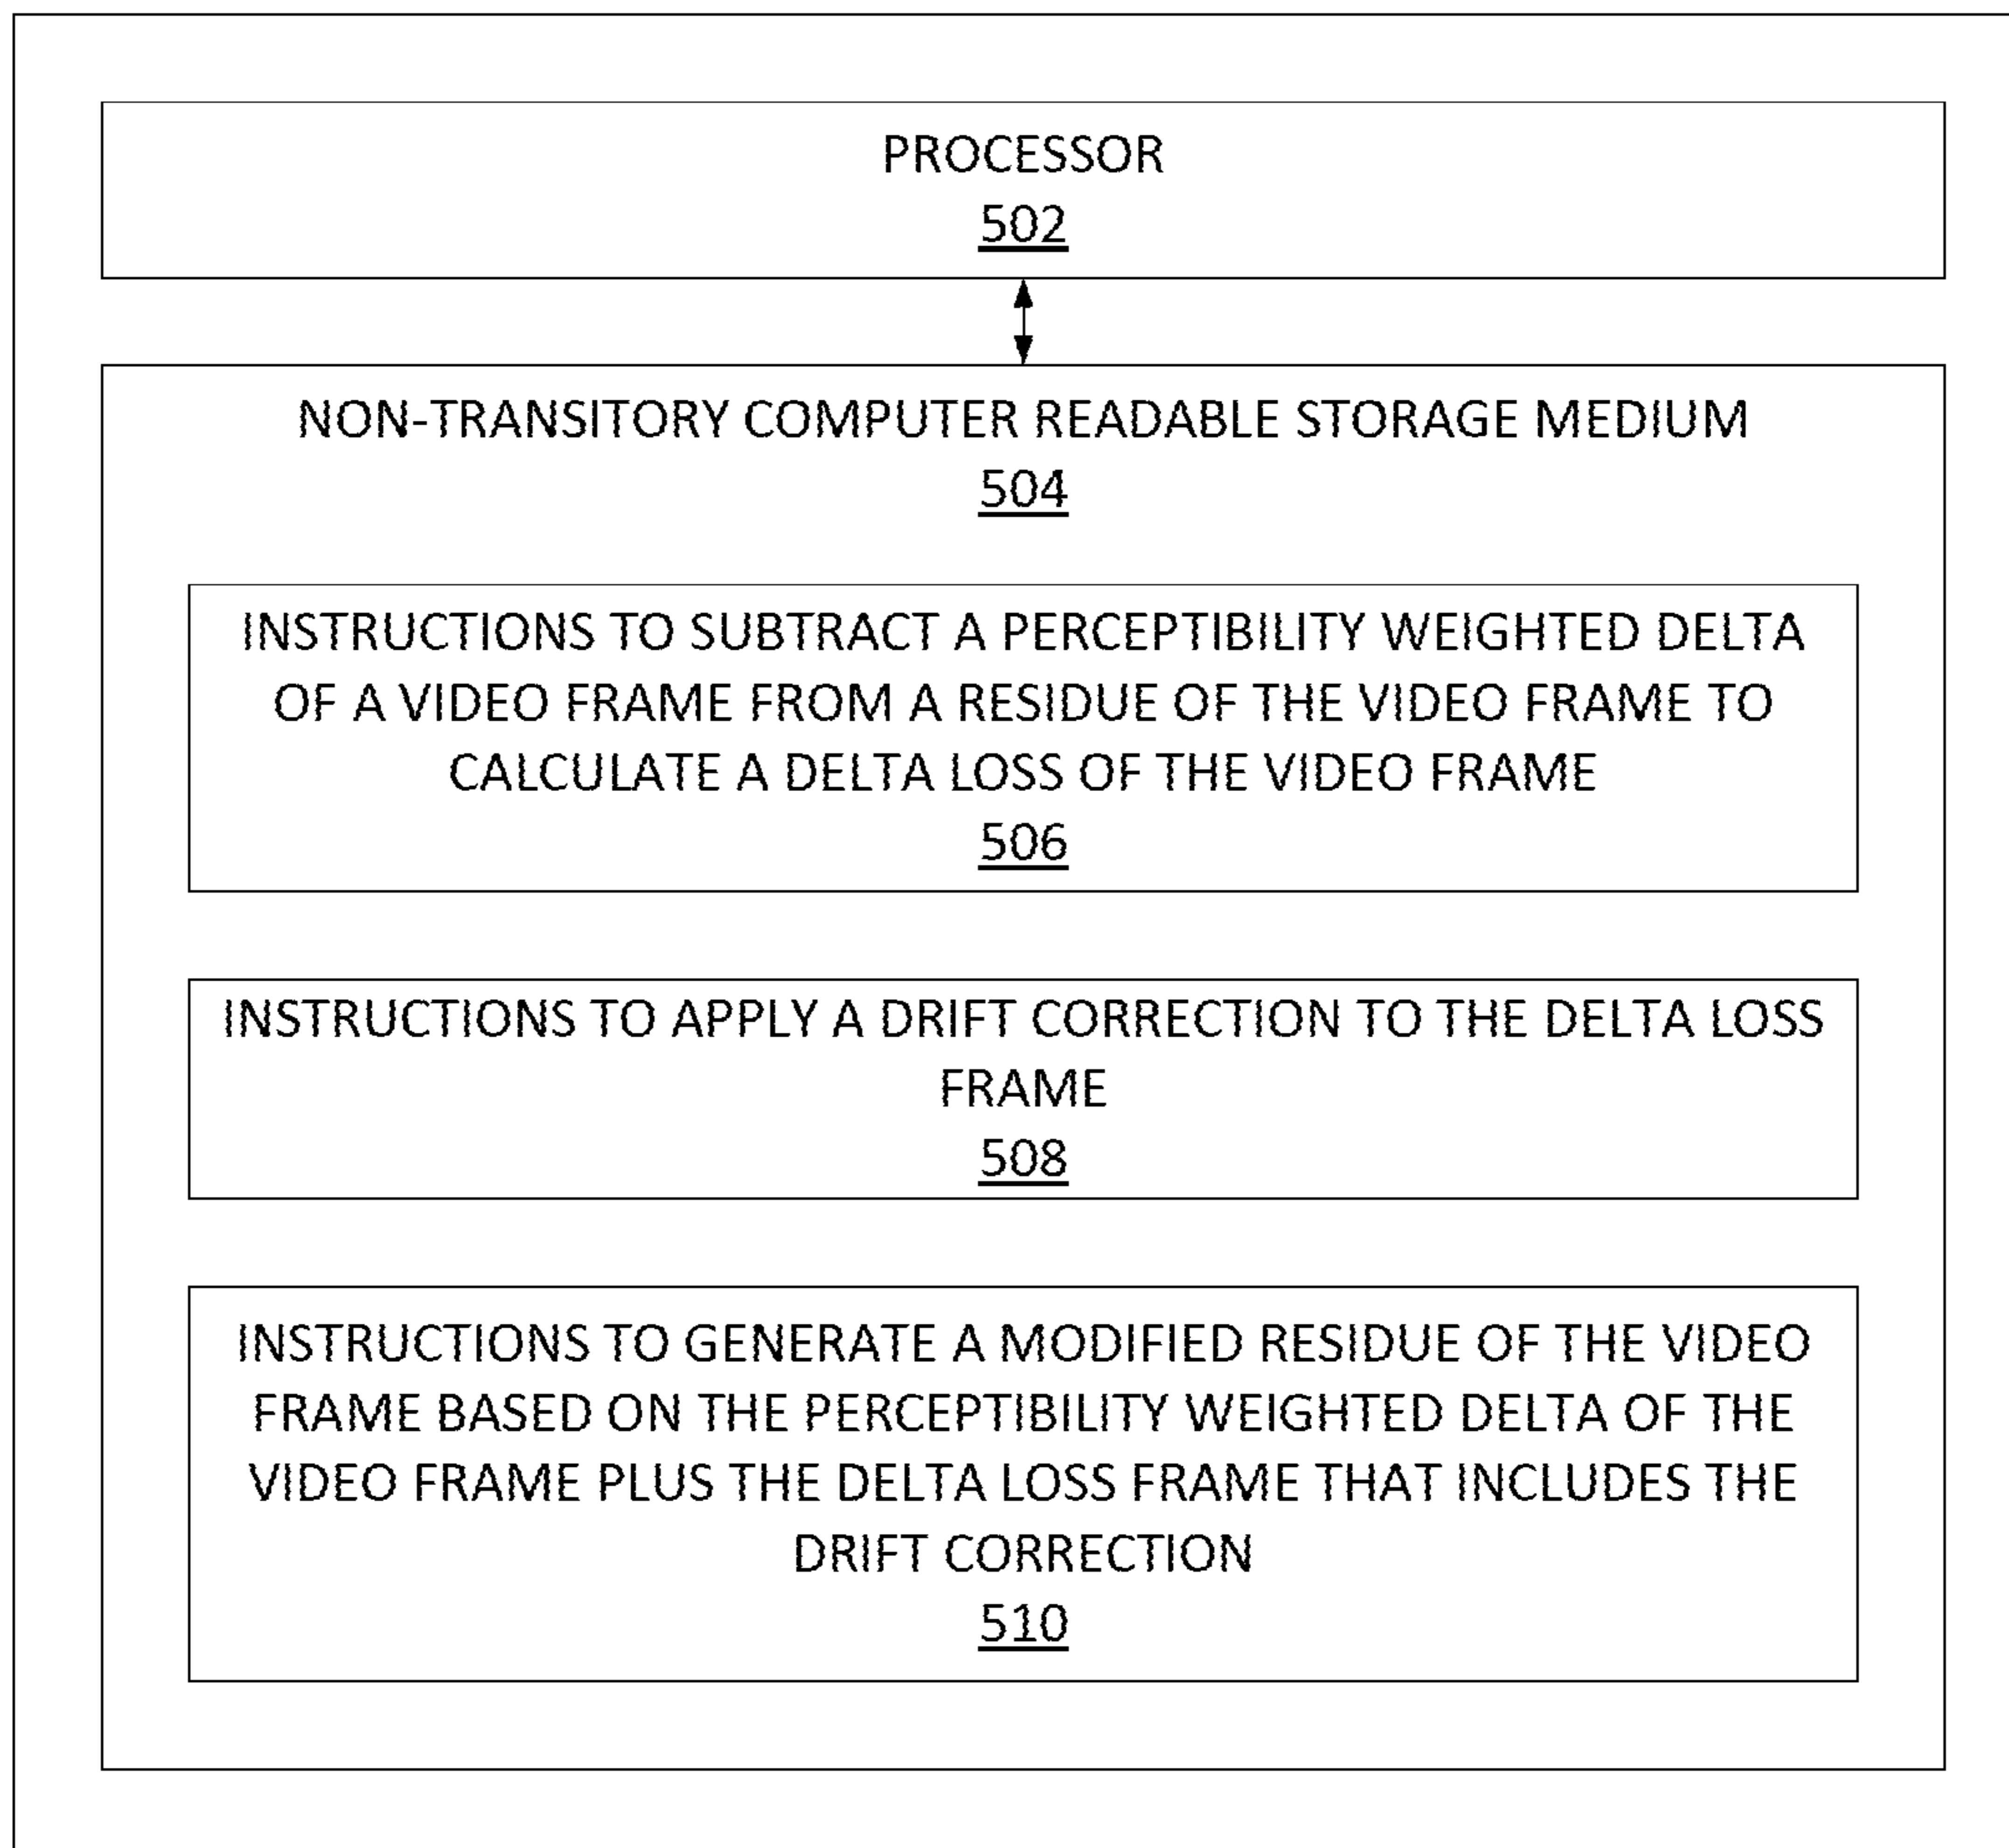 PROCESSOR
502
NON-TRANSITORY COMPUTER READABLE STORAGE MEDIUM
504
INSTRUCTIONS TO SUBTRACT A PERCEPTIBILITY WEIGHTED DELTA
OF A VIDEO FRAME FROM A RESIDUE OF THE VIDEO FRAME TO
CALCULATE A DELTA LOSS OF THE VIDEO FRAME
506
INSTRUCTIONS TO APPLY A DRIFT CORRECTION TO THE DELTA LOSS
FRAME
508
INSTRUCTIONS TO GENERATE A MODIFIED RESIDUE OF THE VIDEO
FRAME BASED ON THE PERCEPTIBILITY WEIGHTED DELTA OF THE
VIDEO FRAME PLUS THE DELTA LOSS FRAME THAT INCLUDES THE
DRIFT CORRECTION
510